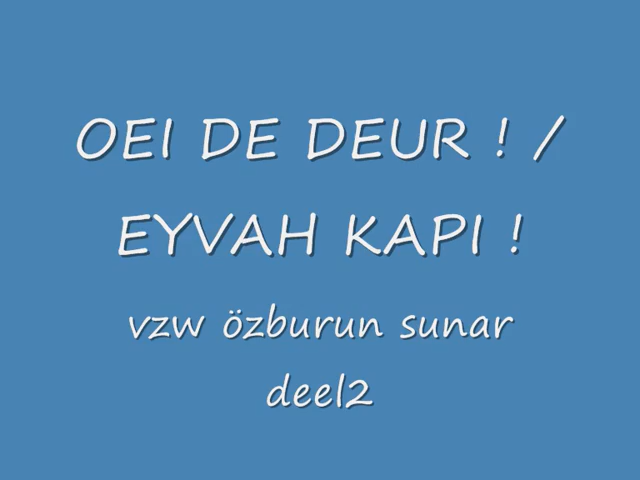 OEI DE DEUR ! /
EYVAH KAPI !
vzw özburun sunar
deel2